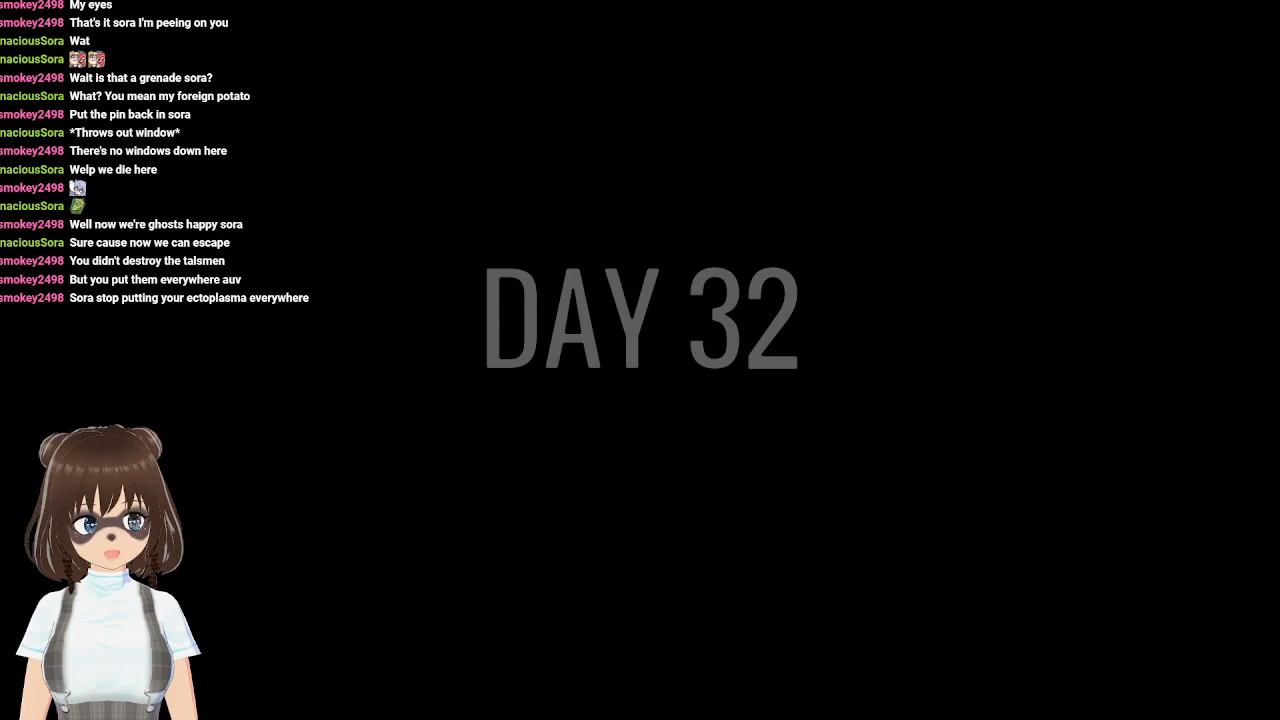 smokey2498 My eyes
smokey2498 That's it sora I'm peeing on you
naciousSora Wat
naciousSora
smokey2498 Wait is that a grenade sora?
naciousSora What? You mean my foreign potato
smokey2498 Put the pin back in sora
naciousSora *Throws out window*
smokey2498 There's no windows down here
naciousSora Welp we die here
smokey2498
naciousSora
smokey2498 Well now we're ghosts happy sora
naciousSora Sure cause now we can escape
smokey2498 You didn't destroy the talsmen
smokey2498 But you put them everywhere auv
smokey2498 Sora stop putting your ectoplasma everywhere
DAY 32